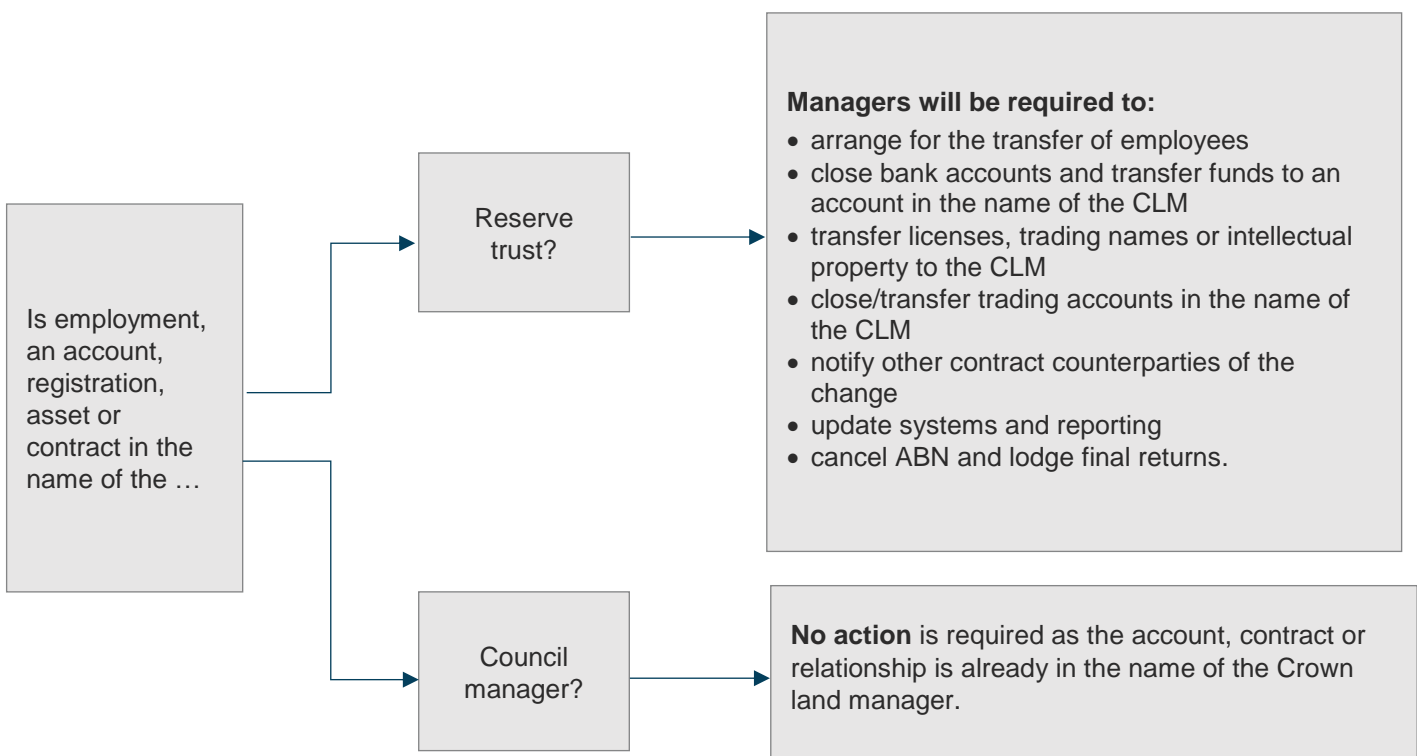 Is employment,
an account,
registration,
asset or
contract in the
name of the …
Reserve
trust?
Managers will be required to:
• arrange for the transfer of employees
• close bank accounts and transfer funds to an
account in the name of the CLM
• transfer licenses, trading names or intellectual
property to the CLM
• close/transfer trading accounts in the name of
the CLM
• notify other contract counterparties of the
change
• update systems and reporting
• cancel ABN and lodge final returns.
Council
manager?
No action is required as the account, contract or
relationship is already in the name of the Crown
land manager.